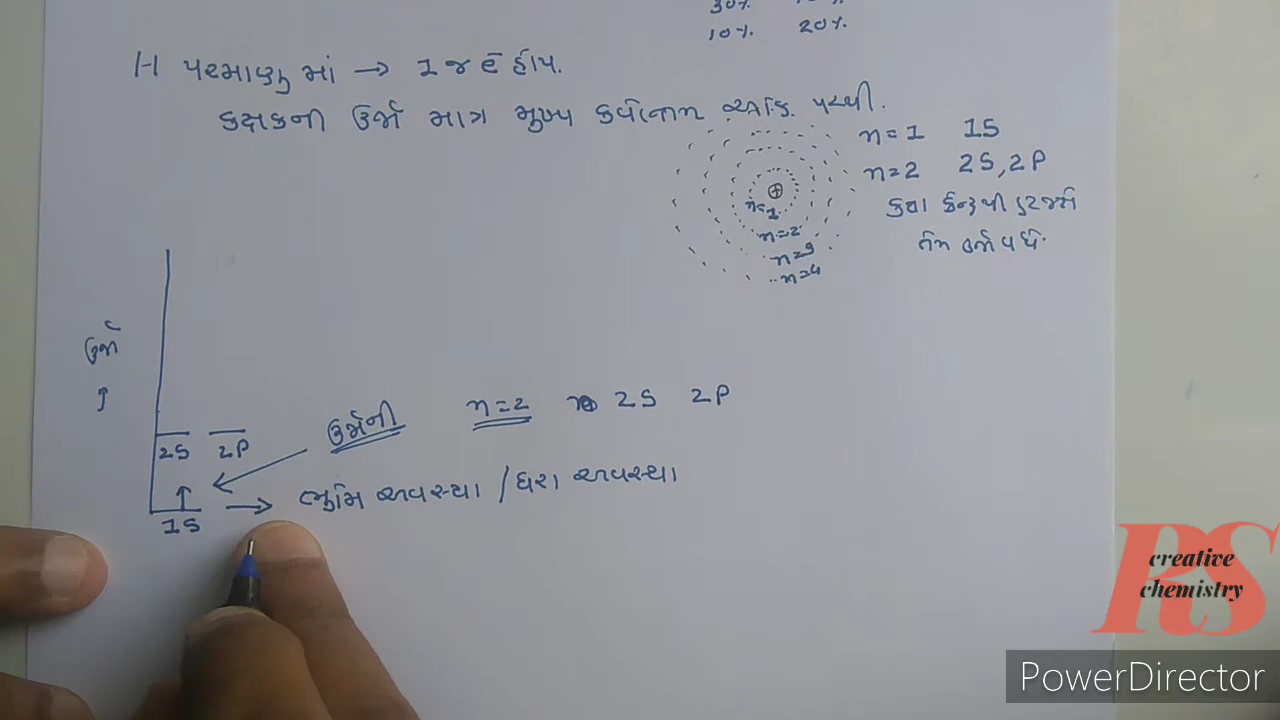 30%
10% 20%
H પરમાણુ માં → 1 જ e⁻ હોય.
કક્ષકની ઉર્જા માત્ર મુખ્ય ક્વોન્ટમ આંક પરથી.
n=1 1S
n=2 2S, 2P
કક્ષા કેન્દ્રથી દુર જાય
તેમ ઉર્જા વધે.
n=1
n=2
n=3
n=4
ઉર્જા
↑
2S 2P
ઉર્જાની n=2 2S 2P
1S → ભૂમિ અવસ્થા / ધરા અવસ્થા
RS
creative
chemistry
PowerDirector